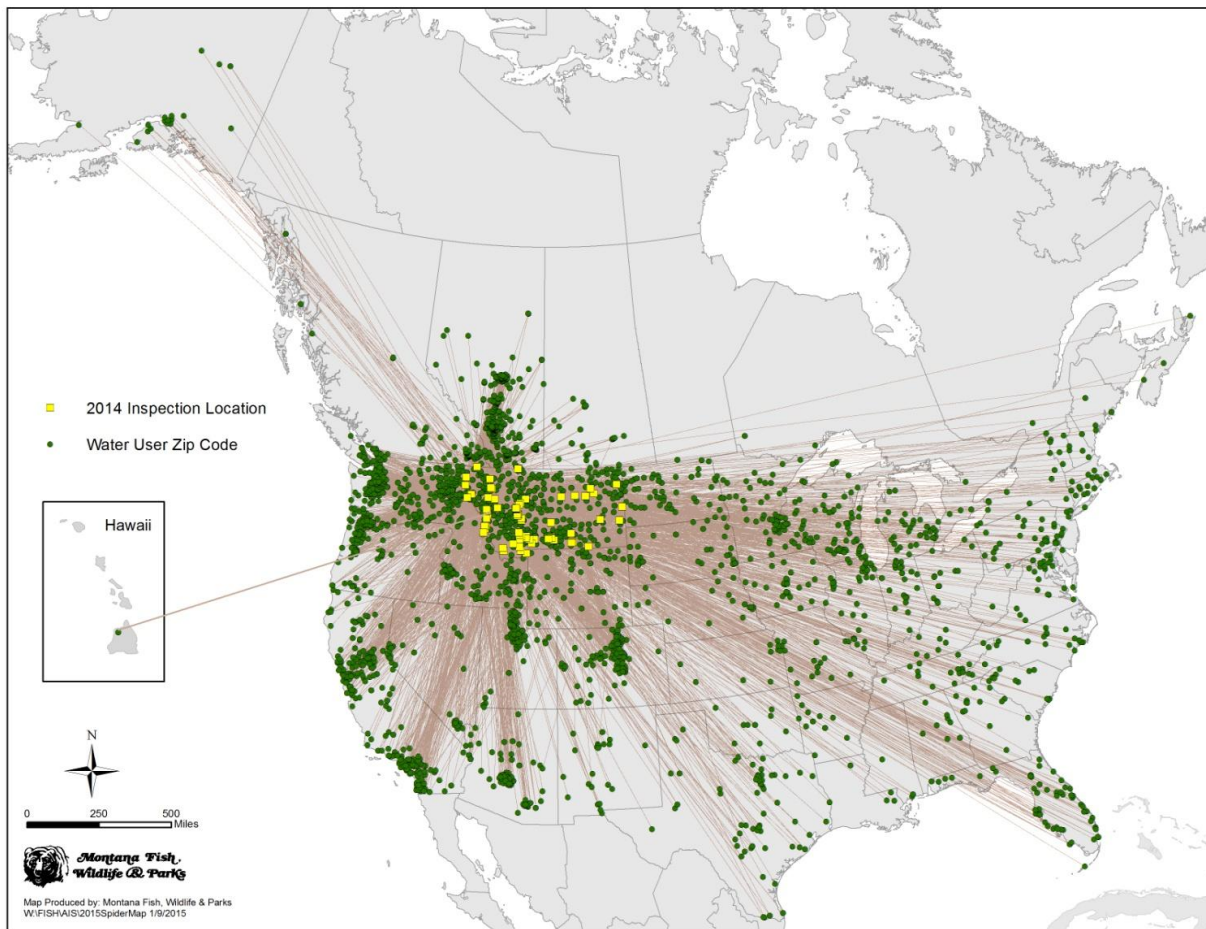 2014 Inspection Location
Water User Zip Code
Hawaii
N
0 250 500
Miles
Montana Fish,
Wildlife & Parks
Map Produced by: Montana Fish, Wildlife & Parks
W:\FISH\AIS\2015SpiderMap 1/9/2015